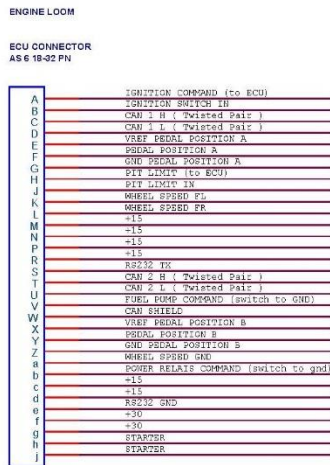 ENGINE LOOM
ECU CONNECTOR
AS 6 18-32 PN
A IGNITION COMMAND (to ECU)
B IGNITION SWITCH IN
C CAN 1 H ( Twisted Pair )
D CAN 1 L ( Twisted Pair )
E VREF PEDAL POSITION A
F PEDAL POSITION A
G GND PEDAL POSITION A
H PIT LIMIT (to ECU)
J PIT LIMIT IN
K WHEEL SPEED FL
L WHEEL SPEED FR
M +15
N +15
P +15
R +15
S RS232 TX
T CAN 2 H ( Twisted Pair )
U CAN 2 L ( Twisted Pair )
V FUEL PUMP COMMAND (switch to GND)
W CAN SHIELD
X VREF PEDAL POSITION B
Y PEDAL POSITION B
Z GND PEDAL POSITION B
a WHEEL SPEED GND
b POWER RELAIS COMMAND (switch to gnd)
c +15
d +15
e RS232 GND
f +30
g +30
h STARTER
j STARTER